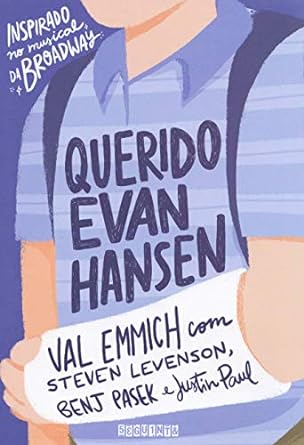 INSPIRADO
no musical
DA
BROADWAY
QUERIDO
EVAN
HANSEN
VAL EMMICH com
STEVEN LEVENSON,
BENJ PASEK e Justin Paul
SEGUINTE